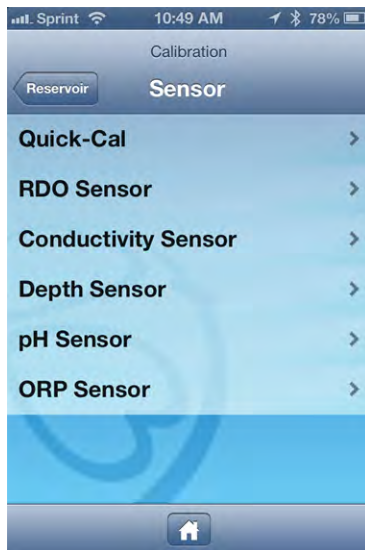 Sprint 10:49 AM 78%
Calibration
Reservoir Sensor
Quick-Cal
RDO Sensor
Conductivity Sensor
Depth Sensor
pH Sensor
ORP Sensor